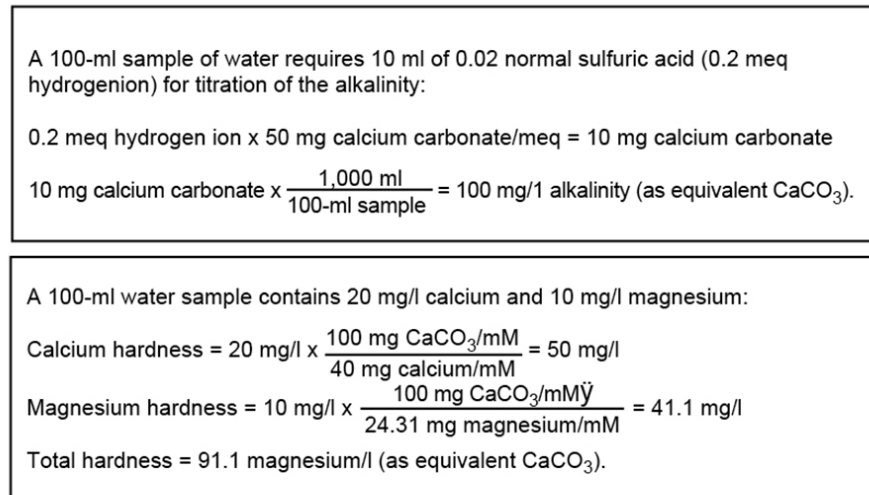 A 100-ml sample of water requires 10 ml of 0.02 normal sulfuric acid (0.2 meq
hydrogenion) for titration of the alkalinity:
0.2 meq hydrogen ion x 50 mg calcium carbonate/meq = 10 mg calcium carbonate
10 mg calcium carbonate x 1,000 ml / 100-ml sample = 100 mg/1 alkalinity (as equivalent CaCO₃).
A 100-ml water sample contains 20 mg/l calcium and 10 mg/l magnesium:
Calcium hardness = 20 mg/l x 100 mg CaCO₃/mM / 40 mg calcium/mM = 50 mg/l
Magnesium hardness = 10 mg/l x 100 mg CaCO₃/mMÿ / 24.31 mg magnesium/mM = 41.1 mg/l
Total hardness = 91.1 magnesium/l (as equivalent CaCO₃).